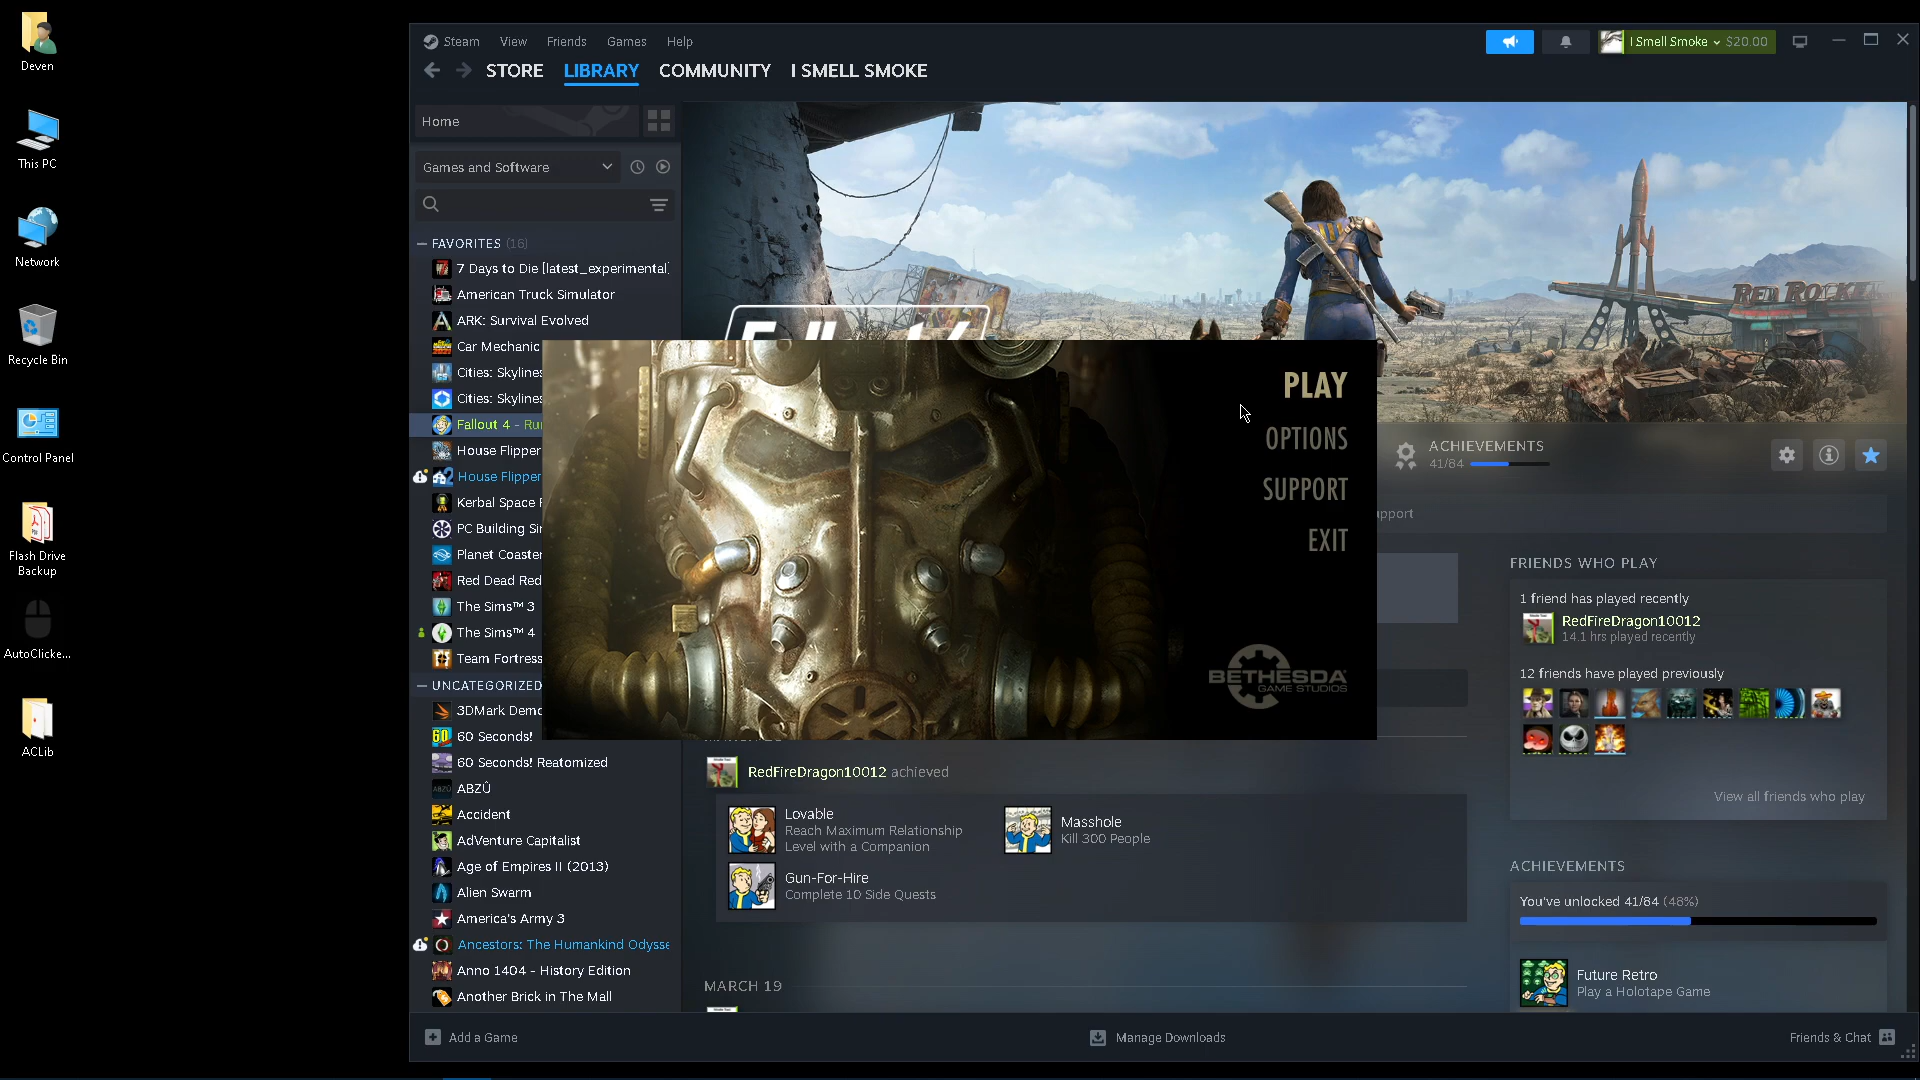 Deven
This PC
Network
Recycle Bin
Control Panel
Flash Drive
Backup
AutoClicke...
ACLib
Steam View Friends Games Help
I Smell Smoke $20.00
STORE LIBRARY COMMUNITY I SMELL SMOKE
Home
Games and Software
FAVORITES (16)
7 Days to Die [latest_experimental]
American Truck Simulator
ARK: Survival Evolved
Car Mechanic
Cities: Skylines
Cities: Skylines
Fallout 4 - Ru
House Flipper
House Flipper
Kerbal Space
PC Building Si
Planet Coaster
Red Dead Red
The Sims™ 3
The Sims™ 4
Team Fortress
UNCATEGORIZED
3DMark Demo
60 Seconds!
60 Seconds! Reatomized
ABZÛ
Accident
AdVenture Capitalist
Age of Empires II (2013)
Alien Swarm
America's Army 3
Ancestors: The Humankind Odysse
Anno 1404 - History Edition
Another Brick in The Mall
RED ROCKET
PLAY
OPTIONS
SUPPORT
EXIT
BETHESDA
GAME STUDIOS
ACHIEVEMENTS
41/84
pport
RedFireDragon10012 achieved
Lovable
Reach Maximum Relationship
Level with a Companion
Masshole
Kill 300 People
Gun-For-Hire
Complete 10 Side Quests
MARCH 19
FRIENDS WHO PLAY
1 friend has played recently
RedFireDragon10012
14.1 hrs played recently
12 friends have played previously
View all friends who play
ACHIEVEMENTS
You've unlocked 41/84 (48%)
Future Retro
Play a Holotape Game
Add a Game
Manage Downloads
Friends & Chat